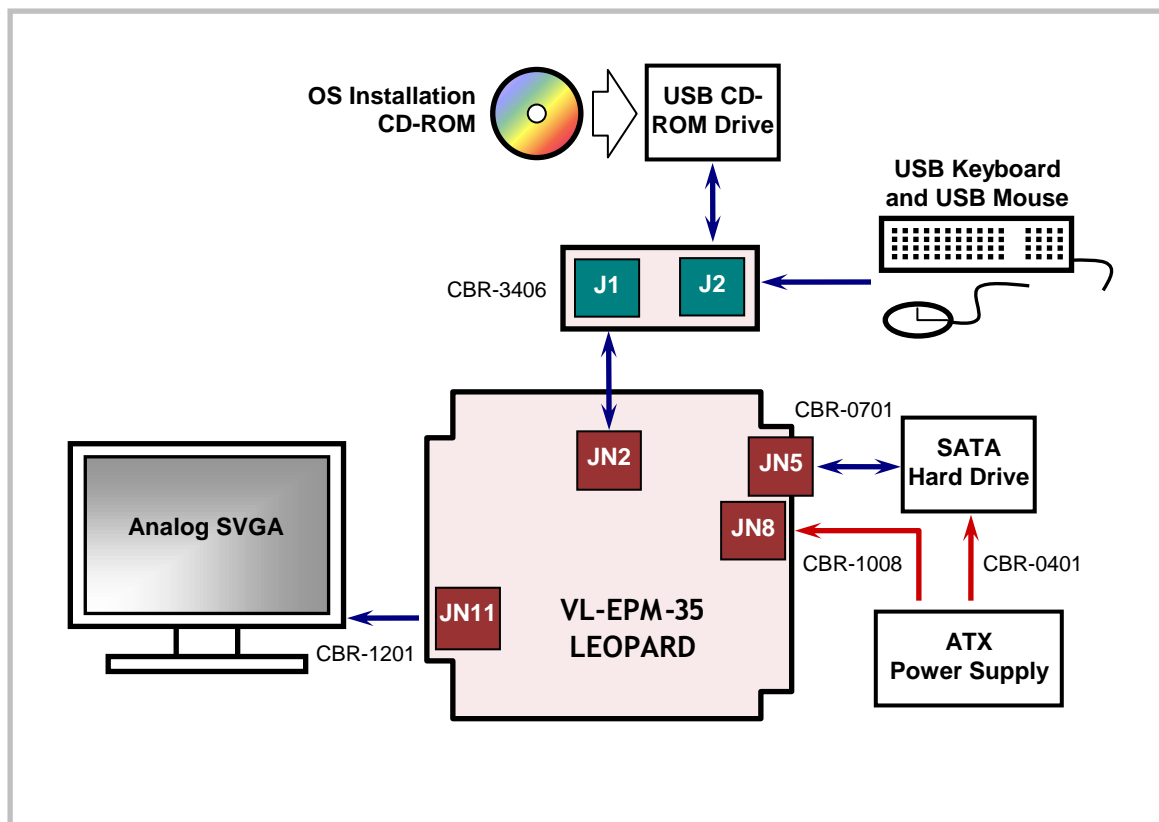 OS Installation
CD-ROM
USB CD-
ROM Drive
USB Keyboard
and USB Mouse
CBR-3406
J1
J2
CBR-0701
JN2
JN5
SATA
Hard Drive
Analog SVGA
JN8
CBR-1008
CBR-0401
JN11
VL-EPM-35
LEOPARD
CBR-1201
ATX
Power Supply